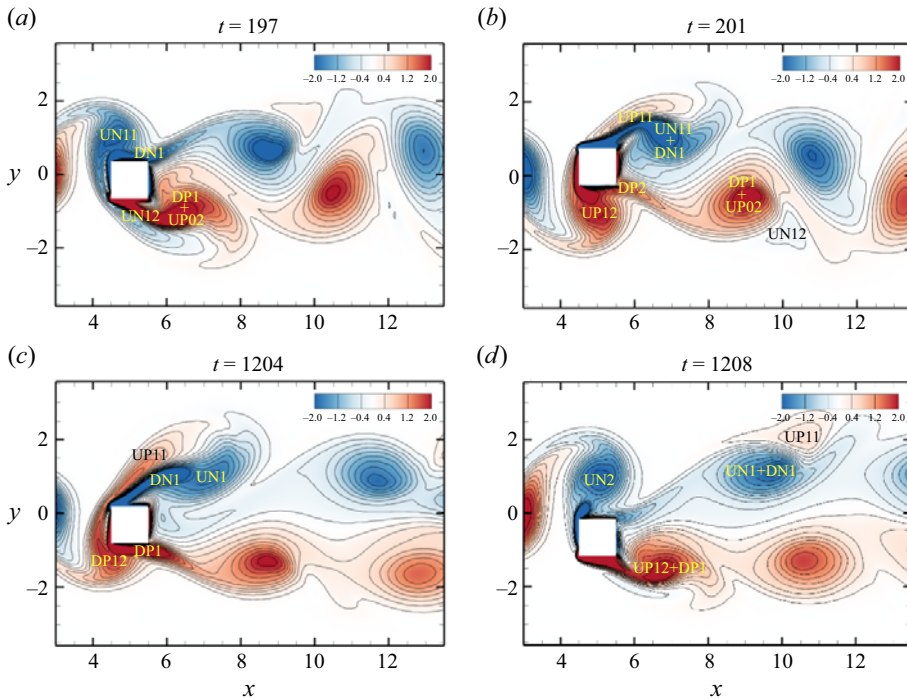 (a)
t = 197
(b)
t = 201
–2.0 –1.2 –0.4 0.4 1.2 2.0
–2.0 –1.2 –0.4 0.4 1.2 2.0
2
UN11
DN1
y
0
UN12
DP1
+
UP02
–2
4 6 8 10 12
2
UP11
UN11
+
DN1
0
DP2
UP12
DP1
+
UP02
UN12
–2
4 6 8 10 12
(c)
t = 1204
(d)
t = 1208
–2.0 –1.2 –0.4 0.4 1.2 2.0
–2.0 –1.2 –0.4 0.4 1.2 2.0
2
UP11
DN1 UN1
y
0
DP12 DP1
–2
4 6 8 10 12
x
2
UP11
UN2
UN1+DN1
0
UP12+DP1
–2
4 6 8 10 12
x